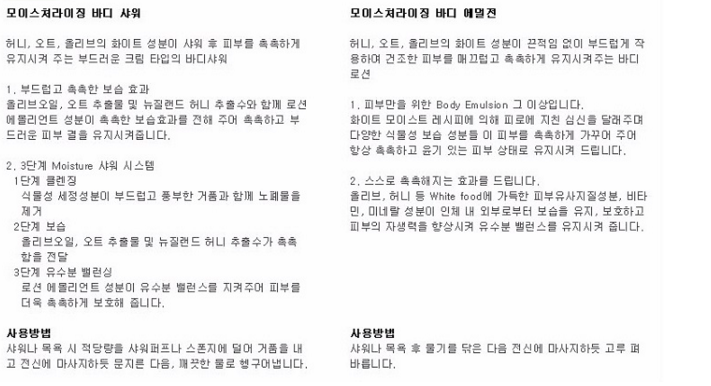 모이스쳐라이징 바디 샤워
허니, 오트, 올리브의 화이트 성분이 샤워 후 피부를 촉촉하게
유지시켜 주는 부드러운 크림 타입의 바디샤워
1. 부드럽고 촉촉한 보습 효과
올리브오일, 오트 추출물 및 뉴질랜드 허니 추출수와 함께 로션
에몰리언트 성분이 촉촉한 보습효과를 전해 주어 촉촉하고 부
드러운 피부 결을 유지시켜줍니다.
2. 3단계 Moisture 샤워 시스템
1단계 클렌징
식물성 세정성분이 부드럽고 풍부한 거품과 함께 노폐물을
제거
2단계 보습
올리브오일, 오트 추출물 및 뉴질랜드 허니 추출수가 촉촉
함을 전달
3단계 유수분 밸런싱
로션 에몰리언트 성분이 유수분 밸런스를 지켜주어 피부를
더욱 촉촉하게 보호해 줍니다.
사용방법
샤워나 목욕 시 적당량을 샤워퍼프나 스폰지에 덜어 거품을 내
고 전신에 마사지하듯 문지른 다음, 깨끗한 물로 헹구어냅니다.
모이스쳐라이징 바디 에멀젼
허니, 오트, 올리브의 화이트 성분이 끈적임 없이 부드럽게 작
용하여 건조한 피부를 매끄럽고 촉촉하게 유지시켜주는 바디
로션
1. 피부만을 위한 Body Emulsion 그 이상입니다.
화이트 모이스트 레시피에 의해 피로에 지친 심신을 달래주며
다양한 식물성 보습 성분들 이 피부를 촉촉하게 가꾸어 주어
항상 촉촉하고 윤기 있는 피부 상태로 유지시켜 드립니다.
2. 스스로 촉촉해지는 효과를 드립니다.
올리브, 허니 등 White food에 가득한 피부유사지질성분, 비타
민, 미네랄 성분이 인체 내 외부로부터 보습을 유지, 보호하고
피부의 자생력을 향상시켜 유수분 밸런스를 유지시켜 줍니다.
사용방법
샤워나 목욕 후 물기를 닦은 다음 전신에 마사지하듯 고루 펴
바릅니다.